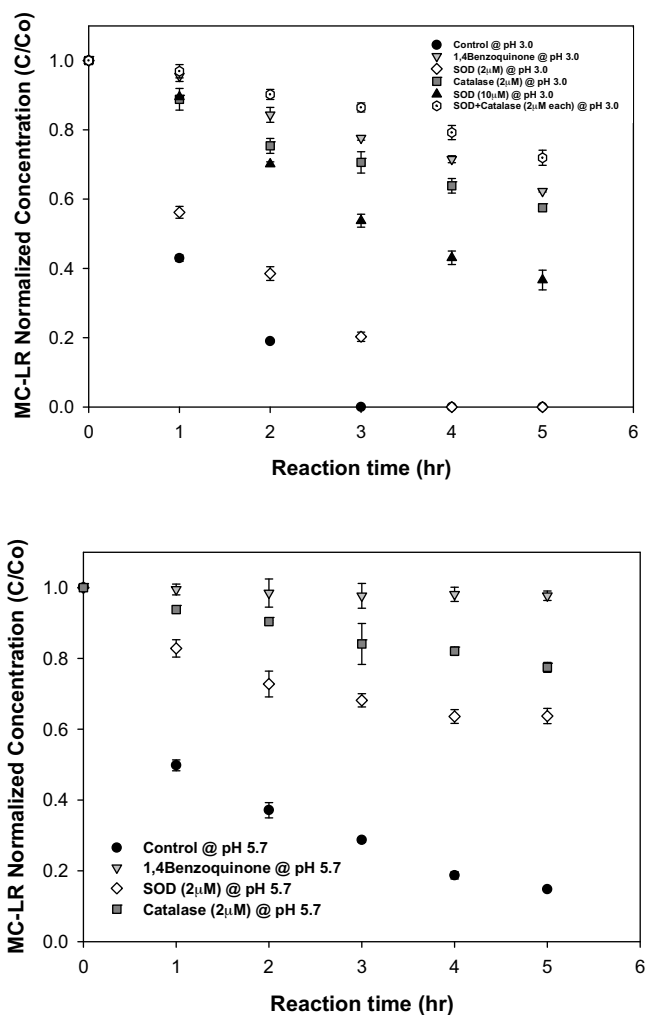 MC-LR Normalized Concentration (C/Co)
1.0
0.8
0.6
0.4
0.2
0.0
Control @ pH 3.0
1,4Benzoquinone @ pH 3.0
SOD (2μM) @ pH 3.0
Catalase (2μM) @ pH 3.0
SOD (10μM) @ pH 3.0
SOD+Catalase (2μM each) @ pH 3.0
0 1 2 3 4 5 6
Reaction time (hr)
MC-LR Normalized Concentration (C/Co)
1.0
0.8
0.6
0.4
0.2
0.0
Control @ pH 5.7
1,4Benzoquinone @ pH 5.7
SOD (2μM) @ pH 5.7
Catalase (2μM) @ pH 5.7
0 1 2 3 4 5 6
Reaction time (hr)